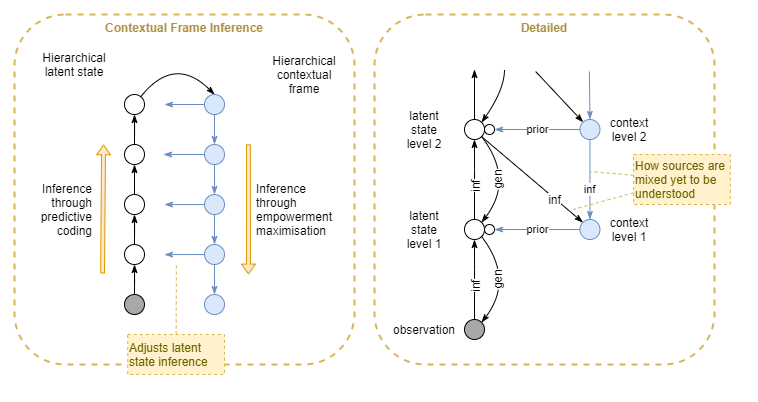 Contextual Frame Inference
Hierarchical
latent state
Hierarchical
contextual
frame
Inference
through
predictive
coding
Inference
through
empowerment
maximisation
Adjusts latent
state inference
Detailed
latent
state
level 2
prior
context
level 2
How sources are
mixed yet to be
understood
inf
gen
inf
inf
latent
state
level 1
prior
context
level 1
inf
gen
observation